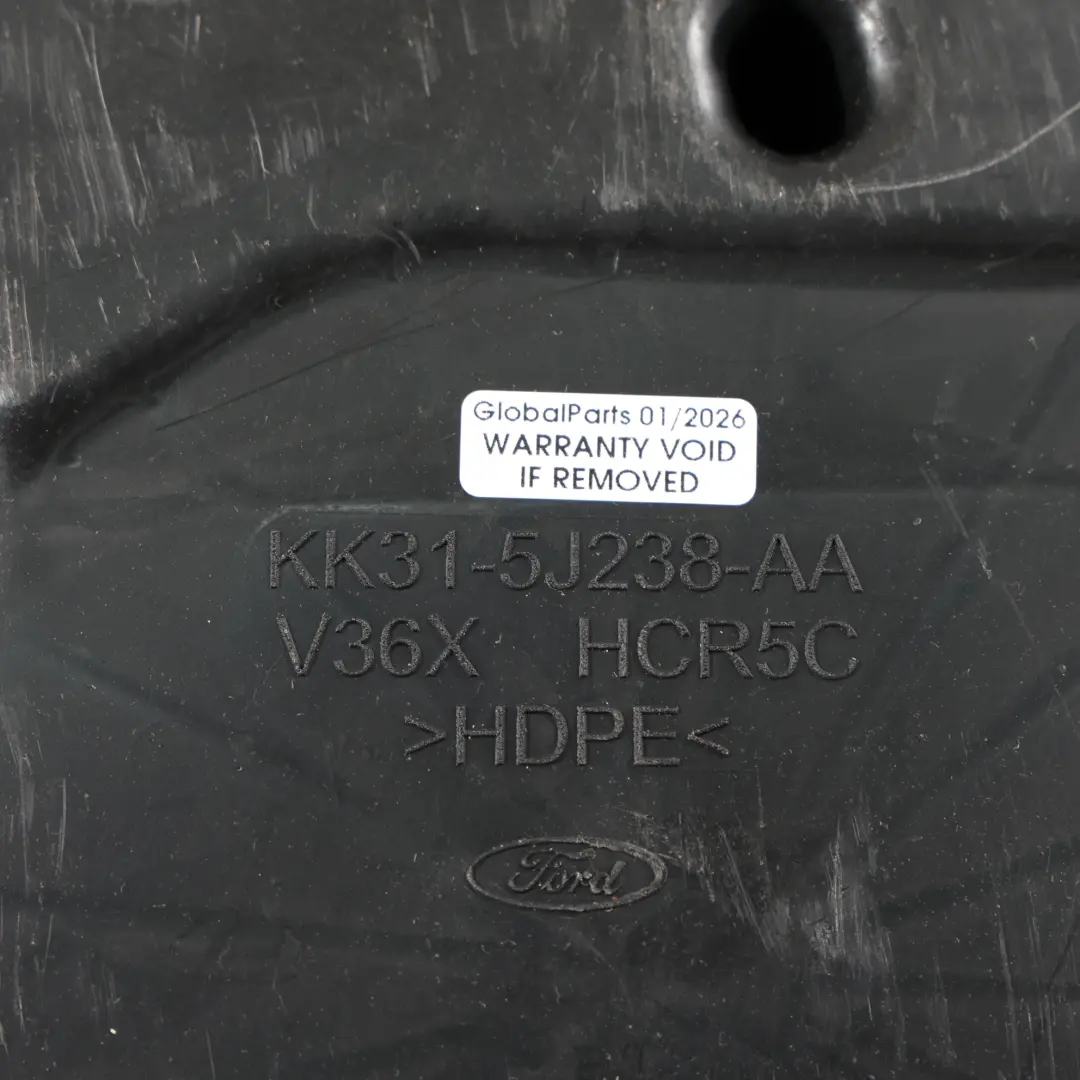 GlobalParts 01/2026
WARRANTY VOID
IF REMOVED
KK31-5J238-AA
V36X HCR5C
>HDPE<
Ford